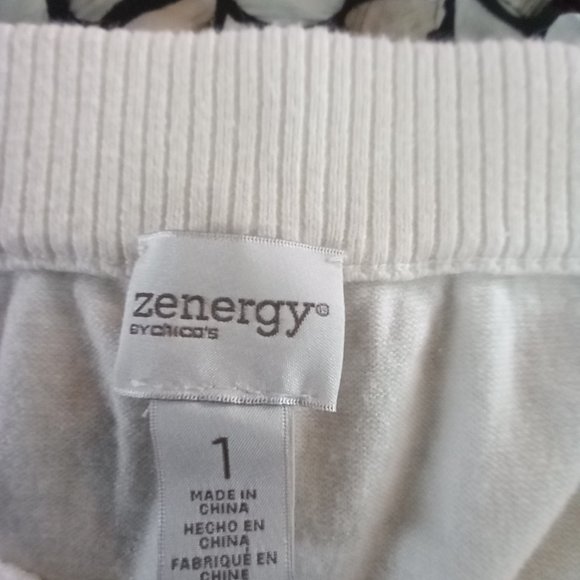 zenergy®
BY CHICO'S
1
MADE IN
CHINA
HECHO EN
CHINA
FABRIQUÉ EN
CHINE